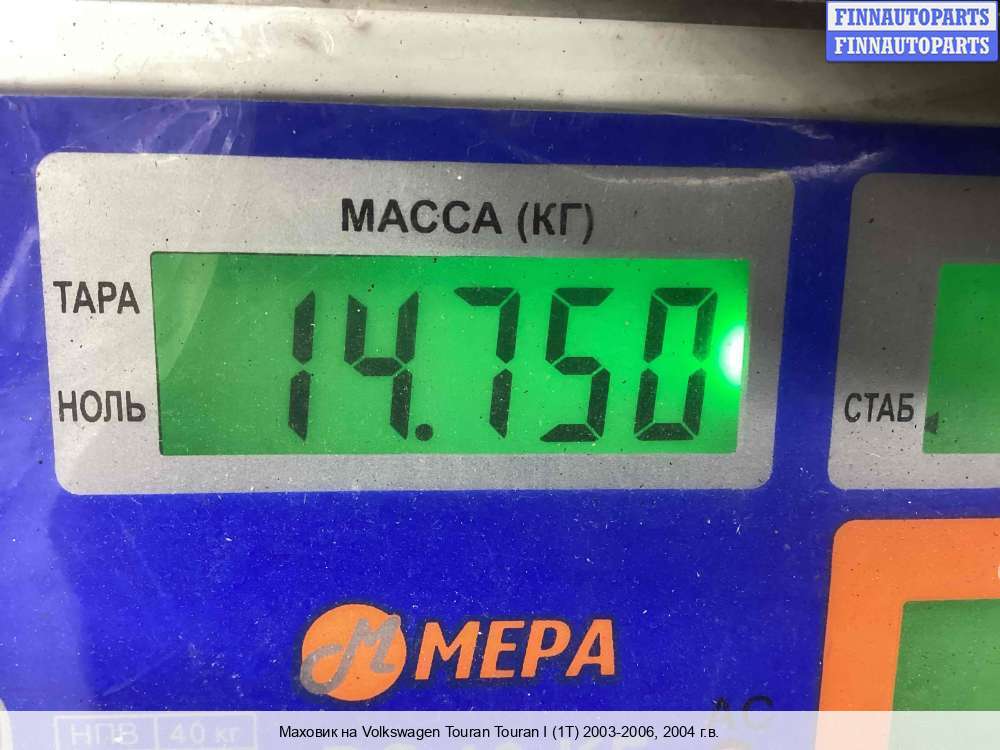 FINNAUTOPARTS
FINNAUTOPARTS
МАССА (КГ)
ТАРА
14.750
НОЛЬ
СТАБ
М МЕРА
АС
НПВ 40 кг
Маховик на Volkswagen Touran Touran I (1T) 2003-2006, 2004 г.в.